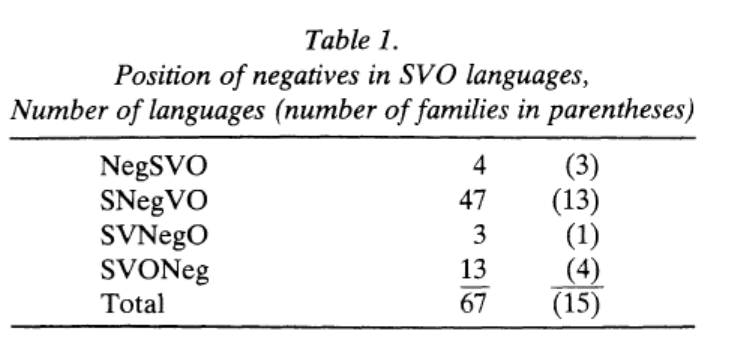 Table 1.
Position of negatives in SVO languages,
Number of languages (number of families in parentheses)
NegSVO 4 (3)
SNegVO 47 (13)
SVNegO 3 (1)
SVONeg 13 (4)
Total 67 (15)